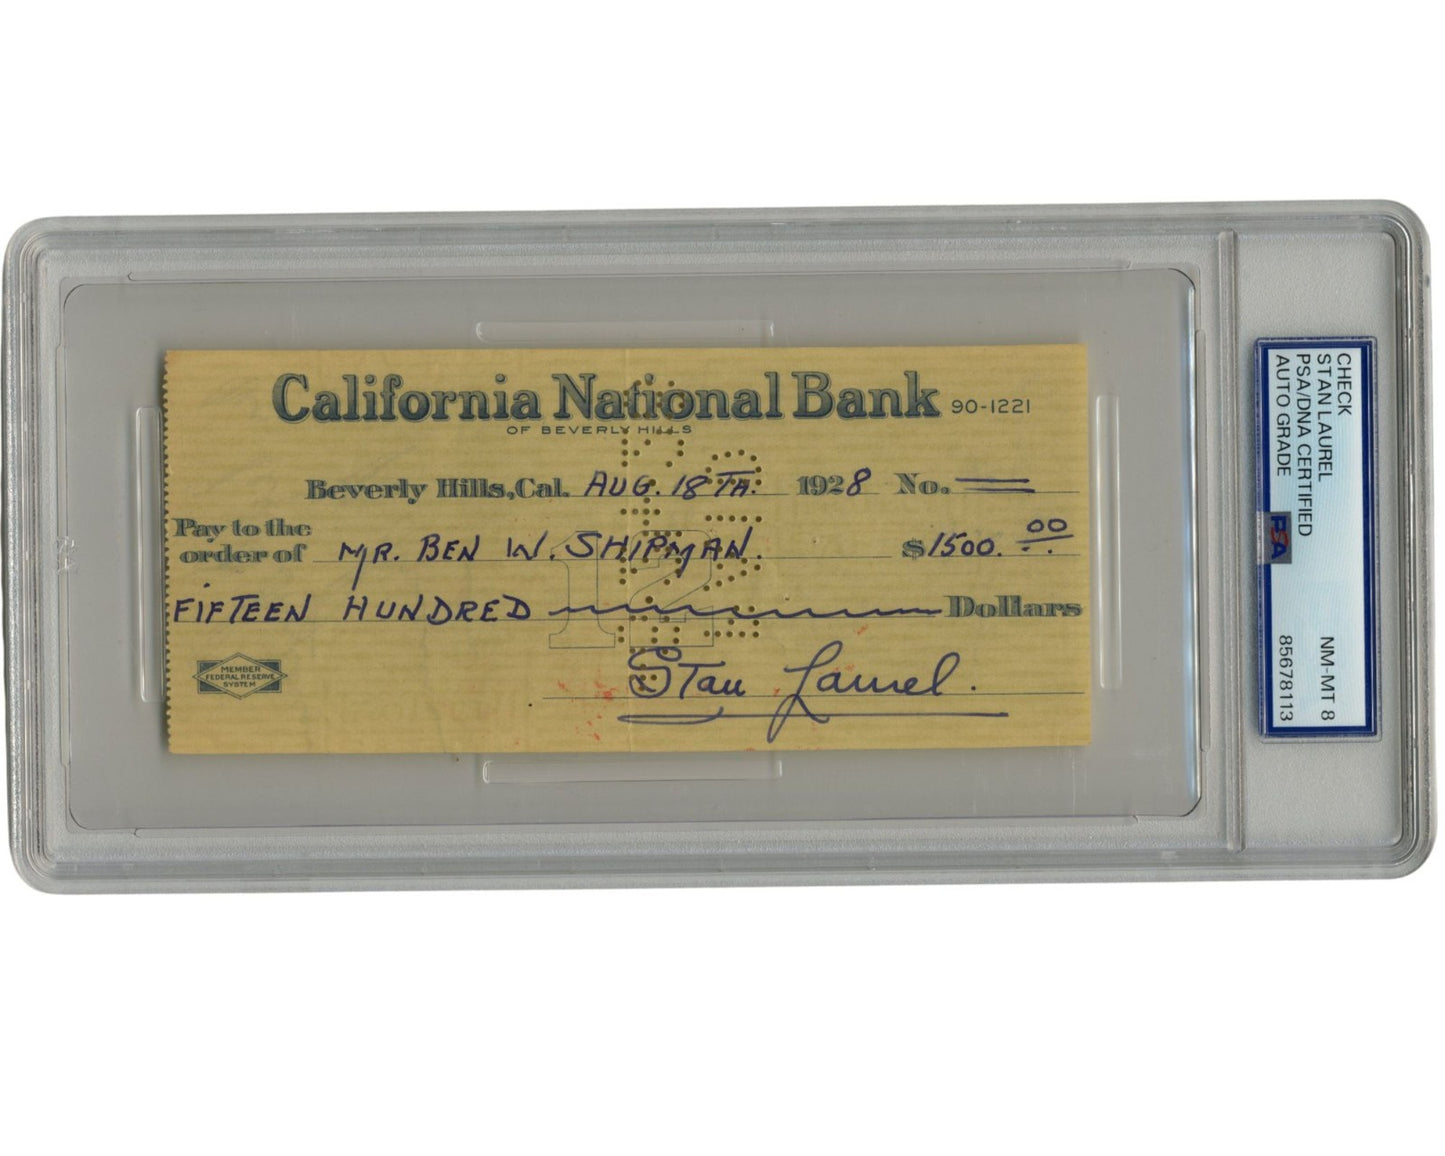 California National Bank 90-1221
OF BEVERLY HILLS
Beverly Hills, Cal. AUG. 18TH. 1928 No.
Pay to the
order of MR. BEN W. SHIPMAN. $1500. 00
FIFTEEN HUNDRED Dollars
12
MEMBER
FEDERAL RESERVE
SYSTEM
Stan Laurel.
CHECK
STAN LAUREL
PSA/DNA CERTIFIED
AUTO GRADE
NM-MT 8
85678113
PSA